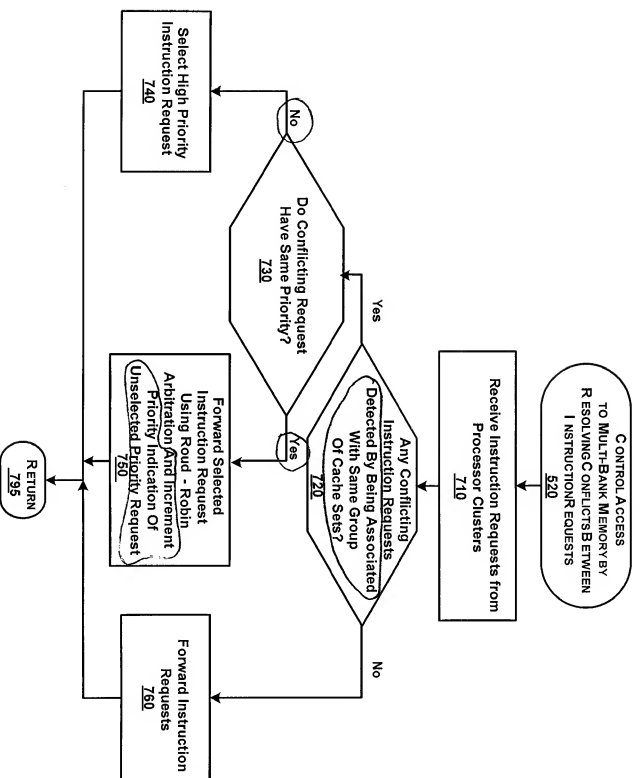 CONTROL ACCESS
TO MULTI-BANK MEMORY BY
RESOLVING CONFLICTS BETWEEN
INSTRUCTION REQUESTS
520
Receive Instruction Requests from
Processor Clusters
710
Any Conflicting
Instruction Requests
Detected By Being Associated
With Same Group
Of Cache Sets?
720
Yes
No
Do Conflicting Request
Have Same Priority?
730
No
Yes
Select High Priority
Instruction Request
740
Forward Selected
Instruction Request
Using Roud - Robin
Arbitration And Increment
Priority Indication Of
Unselected Priority Request
750
Forward Instruction
Requests
760
RETURN
795